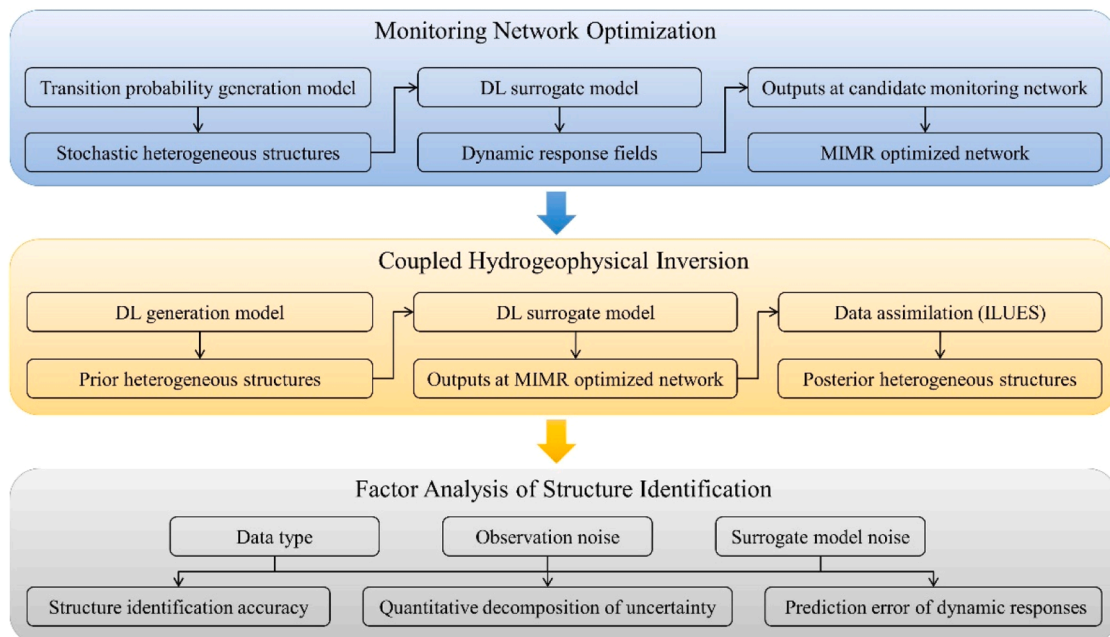 Monitoring Network Optimization
Transition probability generation model
DL surrogate model
Outputs at candidate monitoring network
Stochastic heterogeneous structures
Dynamic response fields
MIMR optimized network
Coupled Hydrogeophysical Inversion
DL generation model
DL surrogate model
Data assimilation (ILUES)
Prior heterogeneous structures
Outputs at MIMR optimized network
Posterior heterogeneous structures
Factor Analysis of Structure Identification
Data type
Observation noise
Surrogate model noise
Structure identification accuracy
Quantitative decomposition of uncertainty
Prediction error of dynamic responses